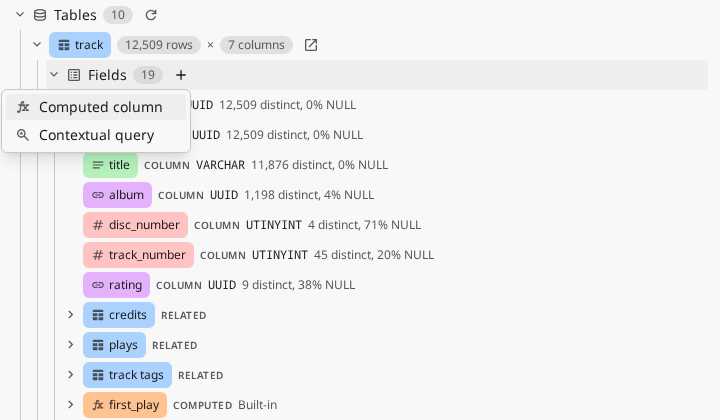 Tables 10
track 12,509 rows × 7 columns
Fields 19 +
Computed column
UUID 12,509 distinct, 0% NULL
Contextual query
UUID 12,509 distinct, 0% NULL
title COLUMN VARCHAR 11,876 distinct, 0% NULL
album COLUMN UUID 1,198 distinct, 4% NULL
# disc_number COLUMN UTINYINT 4 distinct, 71% NULL
# track_number COLUMN UTINYINT 45 distinct, 20% NULL
rating COLUMN UUID 9 distinct, 38% NULL
credits RELATED
plays RELATED
track tags RELATED
first_play COMPUTED Built-in